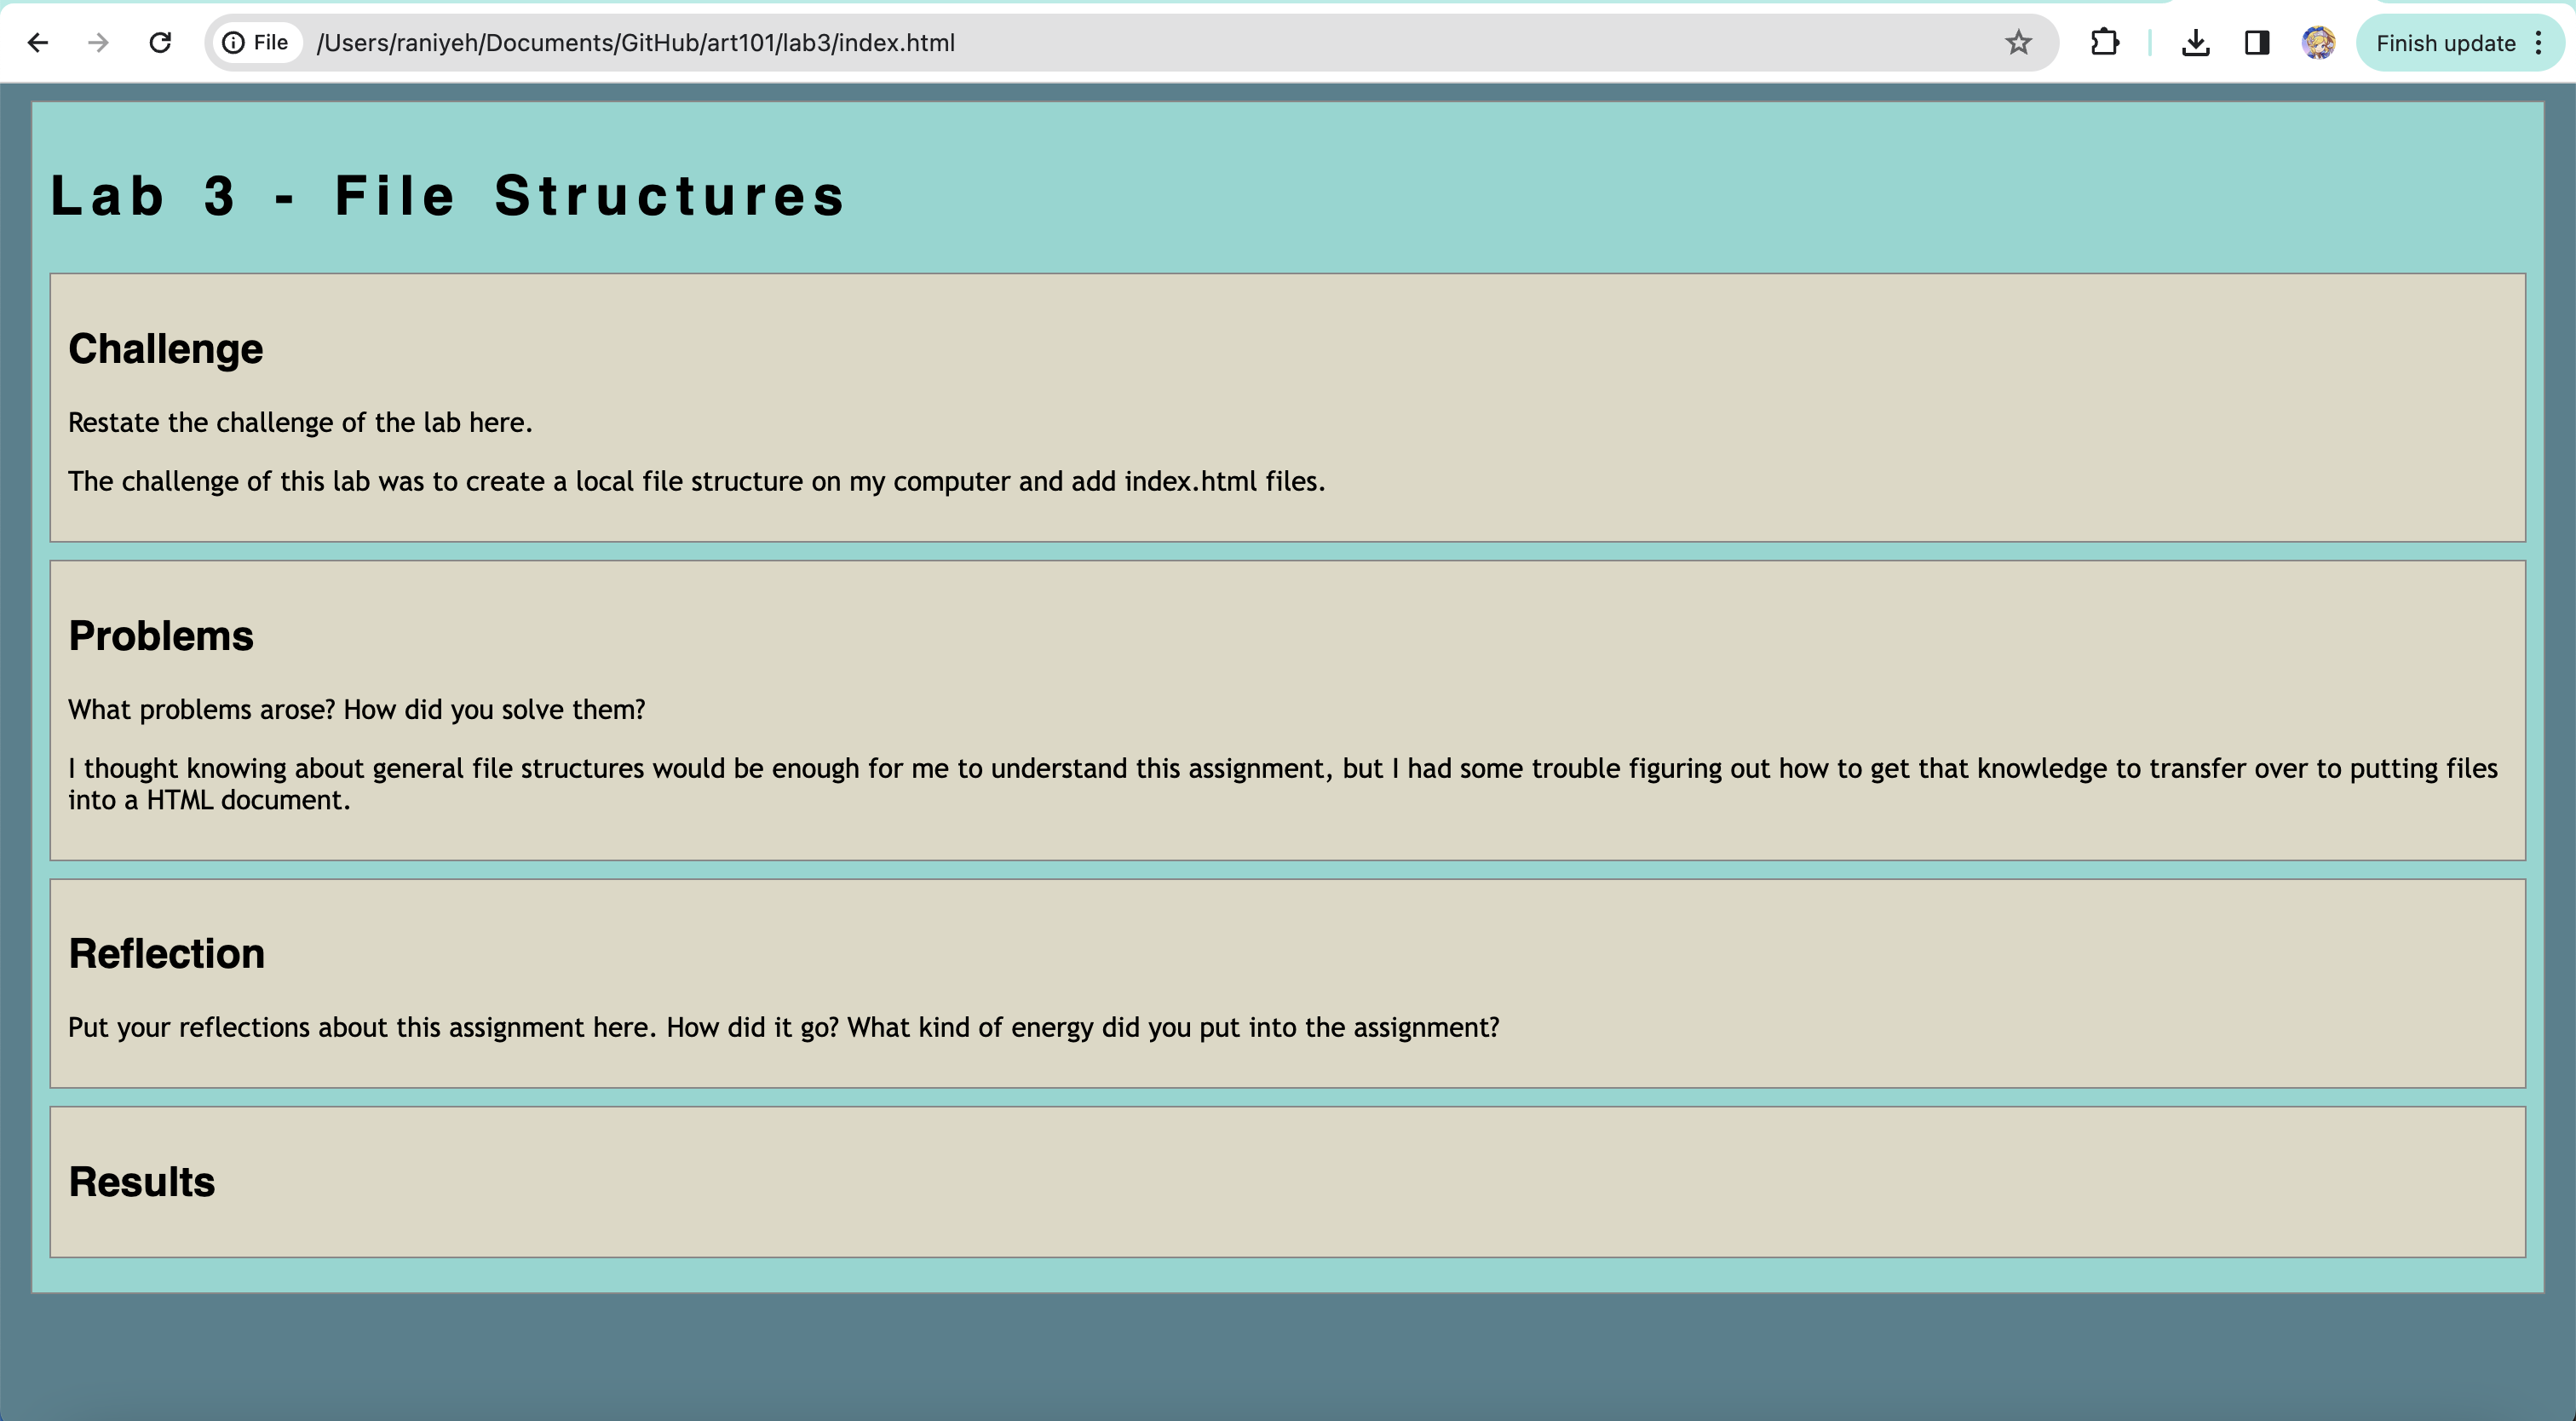 File /Users/raniyeh/Documents/GitHub/art101/lab3/index.html Finish update
Lab 3 - File Structures
Challenge
Restate the challenge of the lab here.
The challenge of this lab was to create a local file structure on my computer and add index.html files.
Problems
What problems arose? How did you solve them?
I thought knowing about general file structures would be enough for me to understand this assignment, but I had some trouble figuring out how to get that knowledge to transfer over to putting files
into a HTML document.
Reflection
Put your reflections about this assignment here. How did it go? What kind of energy did you put into the assignment?
Results